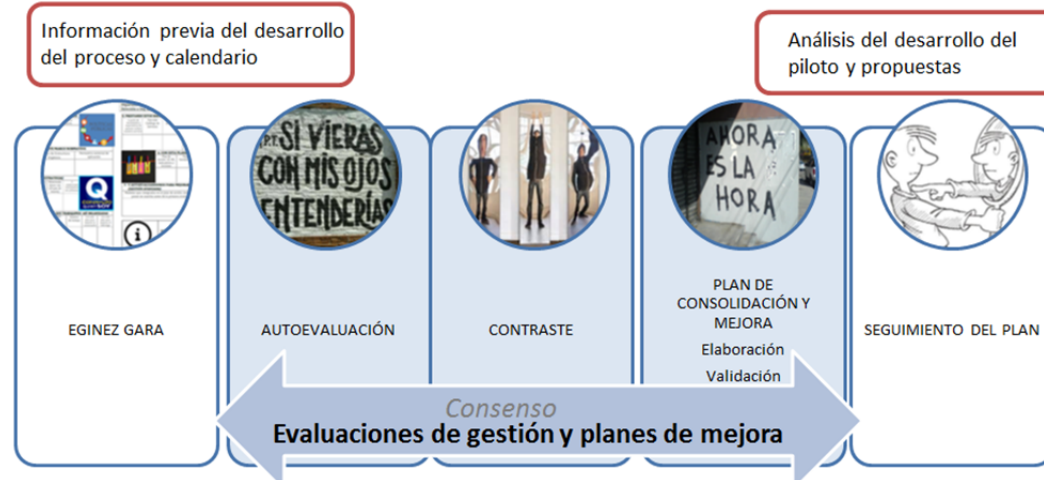 Información previa del desarrollo
del proceso y calendario
Análisis del desarrollo del
piloto y propuestas
SI VIERAS
CON MIS OJOS
ENTENDERÍAS
AHORA
ES LA
HORA
Q
i
EGINEZ GARA
AUTOEVALUACIÓN
CONTRASTE
PLAN DE
CONSOLIDACIÓN Y
MEJORA
Elaboración
Validación
SEGUIMIENTO DEL PLAN
Consenso
Evaluaciones de gestión y planes de mejora